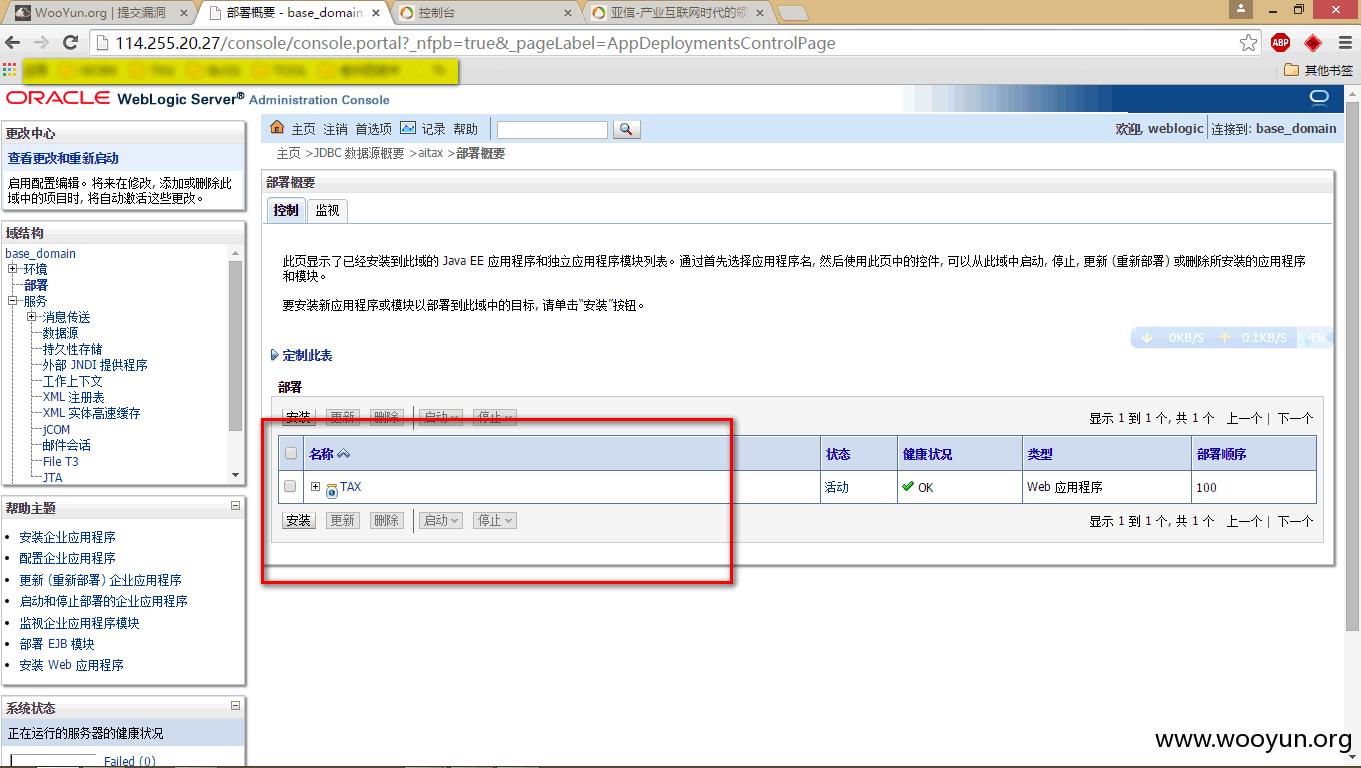 WooYun.org | 提交漏洞
部署概要 - base_domain
控制台
亚信-产业互联网时代的领
114.255.20.27/console/console.portal?_nfpb=true&_pageLabel=AppDeploymentsControlPage
ABP
其他书签
ORACLE WebLogic Server® Administration Console
更改中心
查看更改和重新启动
启用配置编辑。将来在修改, 添加或删除此
域中的项目时, 将自动激活这些更改。
域结构
base_domain
环境
部署
服务
消息传送
数据源
持久性存储
外部 JNDI 提供程序
工作上下文
XML 注册表
XML 实体高速缓存
jCOM
邮件会话
File T3
JTA
帮助主题
安装企业应用程序
配置企业应用程序
更新 (重新部署) 企业应用程序
启动和停止部署的企业应用程序
监视企业应用程序模块
部署 EJB 模块
安装 Web 应用程序
系统状态
正在运行的服务器的健康状况
Failed (0)
主页 注销 首选项 记录 帮助
欢迎, weblogic 连接到: base_domain
主页 >JDBC 数据源概要 >aitax >部署概要
部署概要
控制 监视
此页显示了已经安装到此域的 Java EE 应用程序和独立应用程序模块列表。通过首先选择应用程序名, 然后使用此页中的控件, 可以从此域中启动, 停止, 更新 (重新部署) 或删除所安装的应用程序
和模块。
要安装新应用程序或模块以部署到此域中的目标, 请单击“安装”按钮。
0KB/S 0.1KB/S 4%
定制此表
部署
安装 更新 删除 启动 停止 显示 1 到 1 个, 共 1 个 上一个 | 下一个
名称 状态 健康状况 类型 部署顺序
TAX 活动 OK Web 应用程序 100
安装 更新 删除 启动 停止 显示 1 到 1 个, 共 1 个 上一个 | 下一个
www.wooyun.org